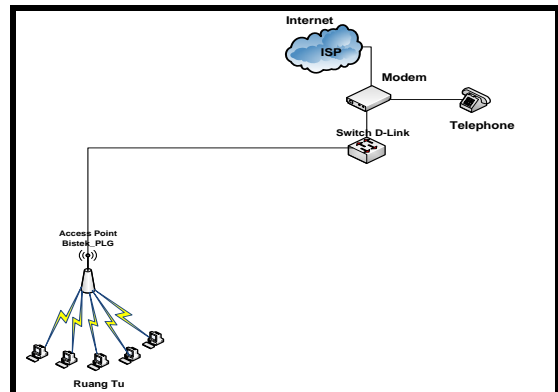 Internet
ISP
Modem
Telephone
Switch D-Link
Access Point
Bistek_PLG
Ruang Tu